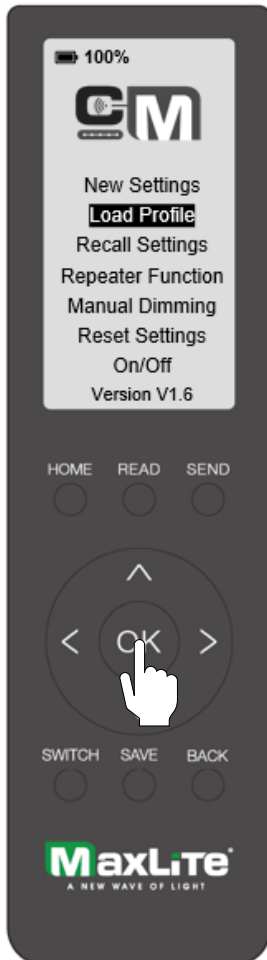 100%
CM
New Settings
Load Profile
Recall Settings
Repeater Function
Manual Dimming
Reset Settings
On/Off
Version V1.6
HOME READ SEND
OK
SWITCH SAVE BACK
MaxLiTe
A NEW WAVE OF LIGHT